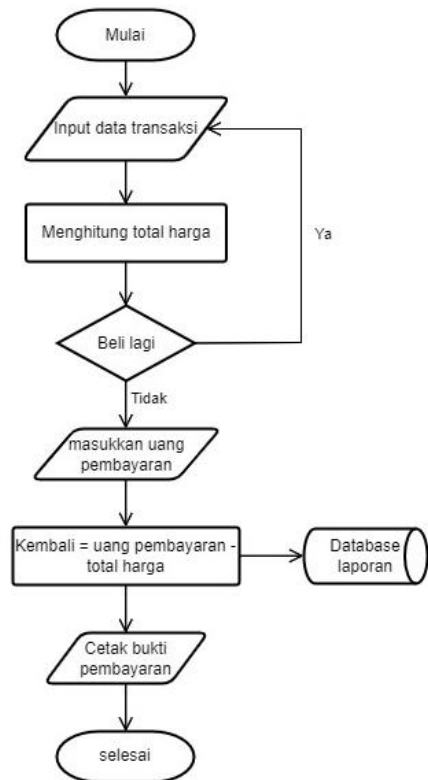 Mulai
Input data transaksi
Menghitung total harga
Ya
Beli lagi
Tidak
masukkan uang
pembayaran
Kembali = uang pembayaran -
total harga
Database
laporan
Cetak bukti
pembayaran
selesai